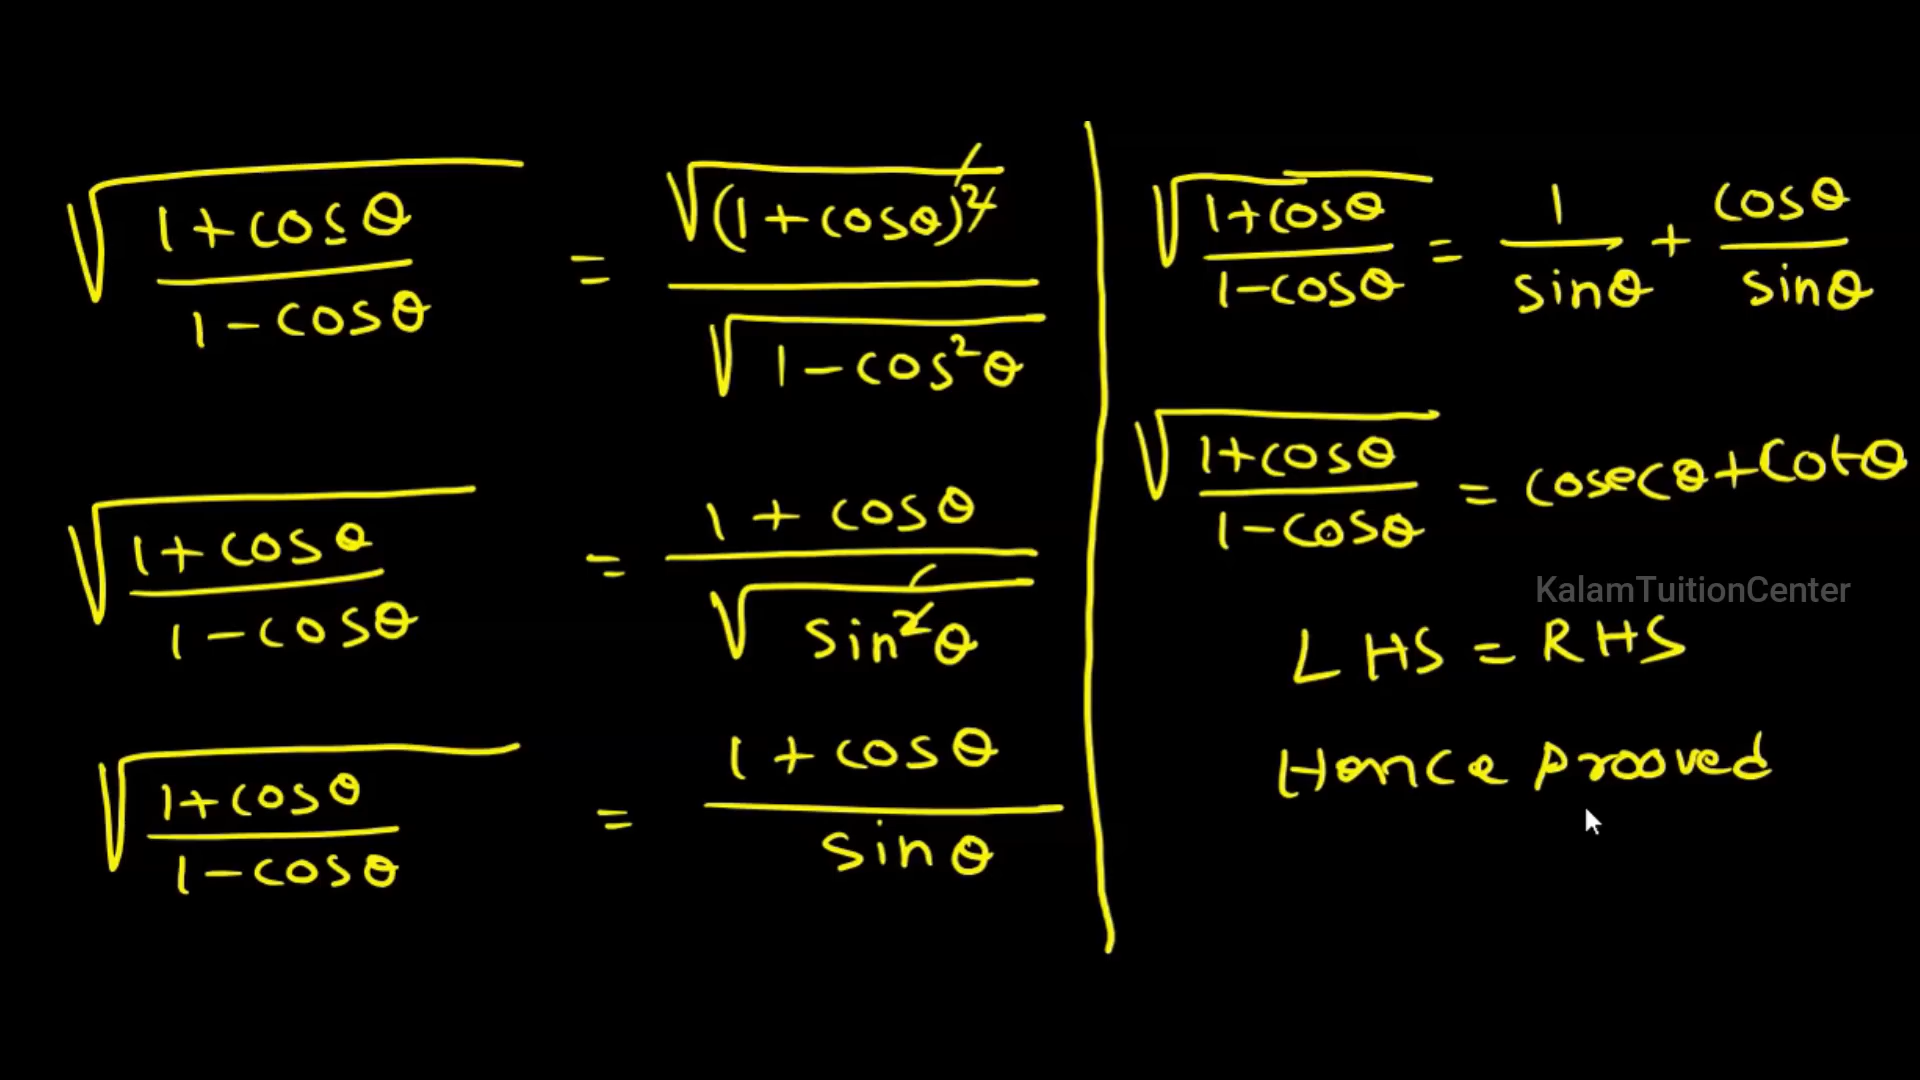 √((1+cosθ)/(1-cosθ)) = √((1+cosθ)²)/√(1-cos²θ)
√((1+cosθ)/(1-cosθ)) = (1+cosθ)/√(sin²θ)
√((1+cosθ)/(1-cosθ)) = (1+cosθ)/sinθ
√((1+cosθ)/(1-cosθ)) = 1/sinθ + cosθ/sinθ
√((1+cosθ)/(1-cosθ)) = cosecθ+cotθ
KalamTuitionCenter
LHS = RHS
Hence prooved